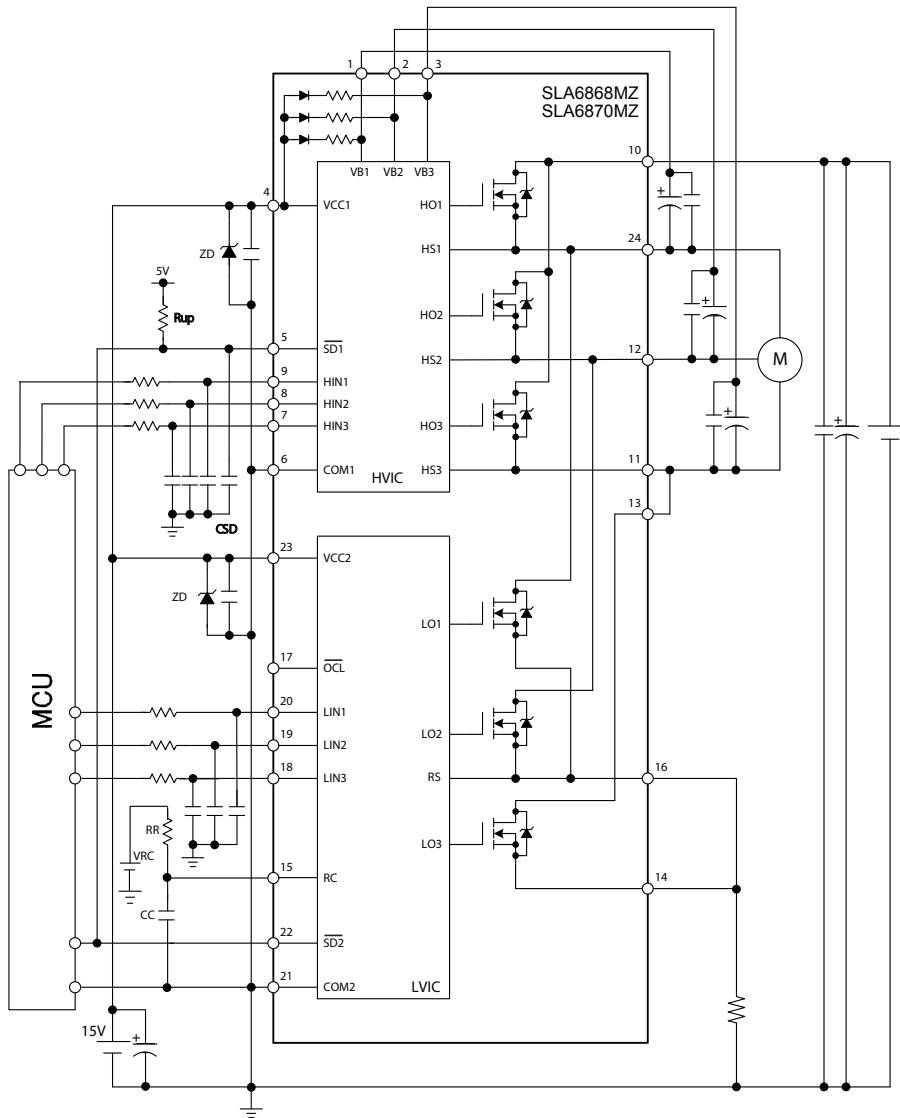 1
2
3
SLA6868MZ
SLA6870MZ
10
VB1
VB2
VB3
4
VCC1
HO1
ZD
24
HS1
5V
HO2
Rup
5
SD1
12
HS2
M
9
HIN1
8
HIN2
7
HIN3
HO3
6
COM1
HVIC
HS3
11
13
CSD
23
VCC2
ZD
LO1
17
OCL
MCU
20
LIN1
19
LIN2
LO2
18
LIN3
RS
16
RR
VRC
LO3
15
RC
14
CC
22
SD2
21
COM2
LVIC
15V